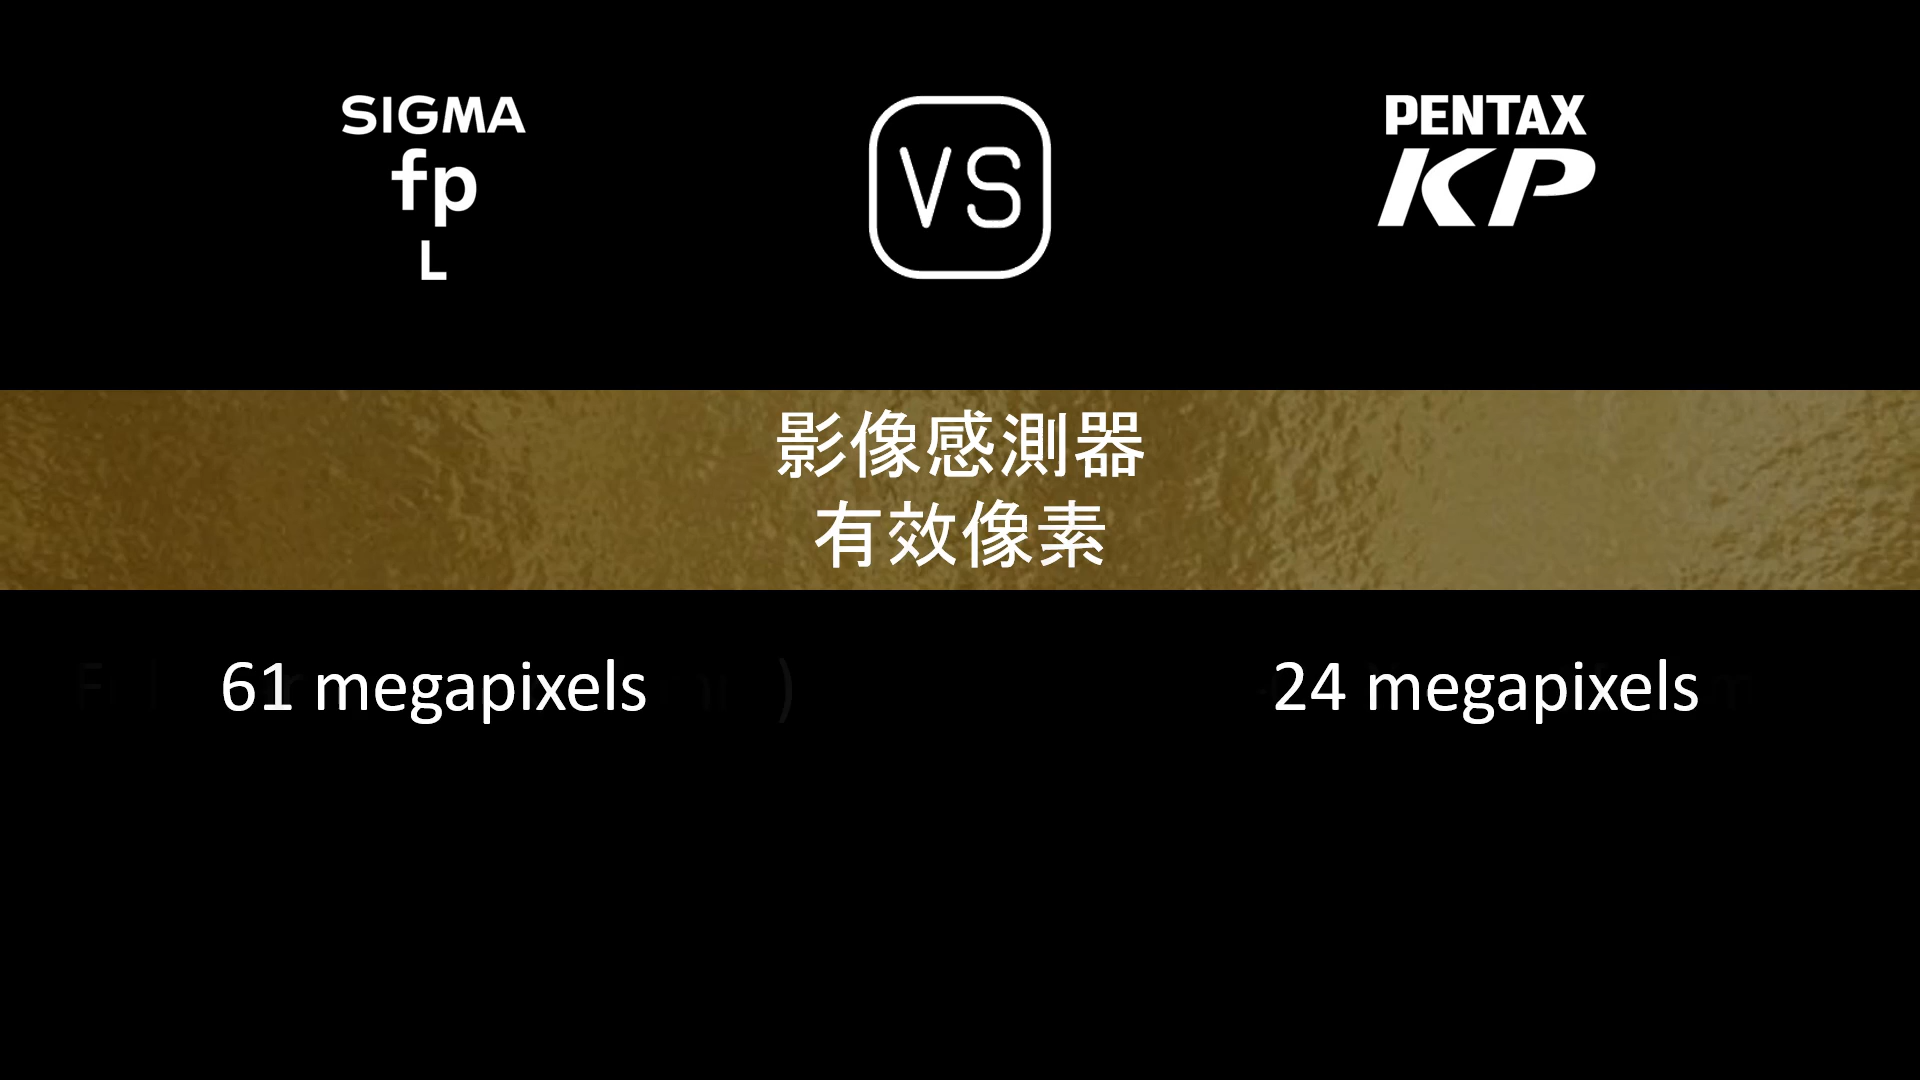 SIGMA
fp
L
VS
PENTAX
KP
影像感測器
有效像素
61 megapixels
24 megapixels